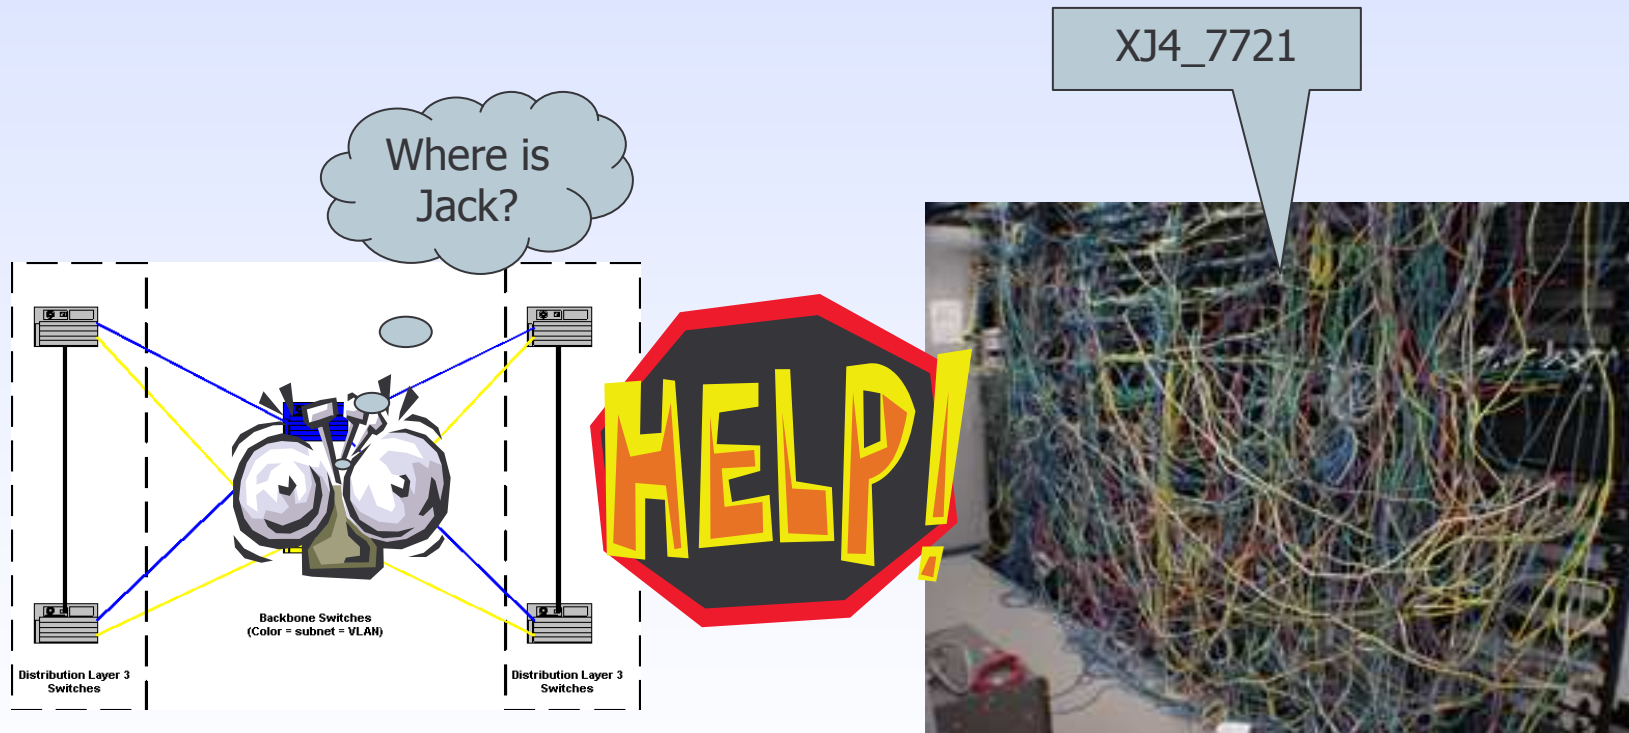 XJ4_7721
Where is
Jack?
HELP!
Backbone Switches
(Color = subnet = VLAN)
Distribution Layer 3
Switches
Distribution Layer 3
Switches